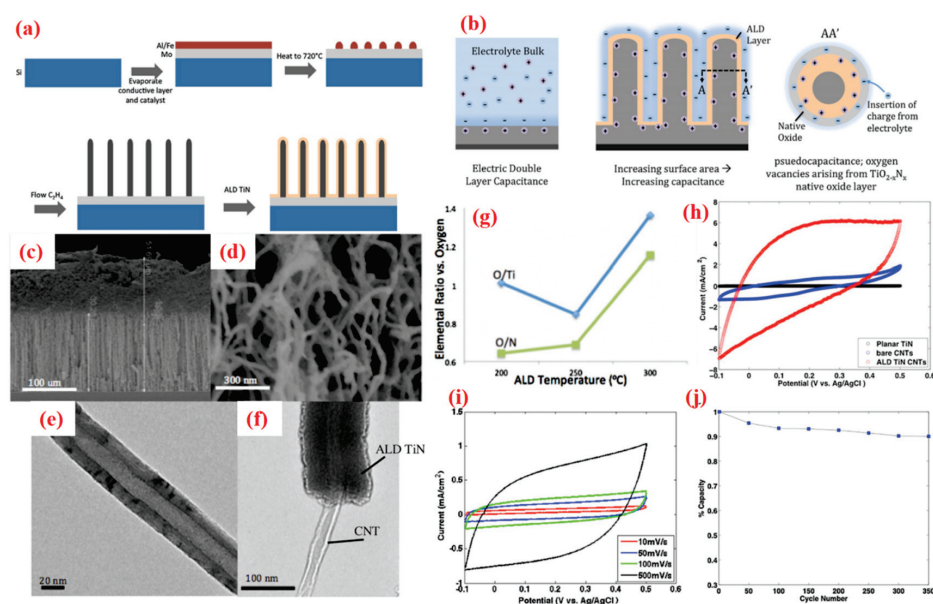 (a)
Al/Fe
Mo
Si
Evaporate
conductive layer
and catalyst
Heat to 720°C
Flow C₂H₄
ALD TiN
(b)
Electrolyte Bulk
Electric Double
Layer Capacitance
ALD
Layer
A
A'
Increasing surface area →
Increasing capacitance
AA'
Insertion of
charge from
electrolyte
Native
Oxide
psuedocapacitance; oxygen
vacancies arising from TiO₂₋ₓNₓ
native oxide layer
(c)
100 um
(d)
300 nm
(e)
20 nm
(f)
ALD TiN
CNT
100 nm
(g)
Elemental Ratio vs. Oxygen
1.4
1.2
1
0.8
0.6
O/Ti
O/N
200
250
300
ALD Temperature (°C)
(h)
Current (mA/cm²)
8
6
4
2
0
-2
-4
-6
-8
-0.1
0
0.1
0.2
0.3
0.4
0.5
Potential (V vs. Ag/AgCl)
Planar TiN
bare CNTs
ALD TiN CNTs
(i)
Current (mA/cm²)
1.5
1
0.5
0
-0.5
-1
-0.1
0
0.1
0.2
0.3
0.4
0.5
0.6
Potential (V vs. Ag/AgCl)
10mV/s
50mV/s
100mV/s
500mV/s
(j)
% Capacity
1
0.9
0.8
0.7
0.6
0.5
0.4
0.3
0
50
100
150
200
250
300
350
Cycle Number